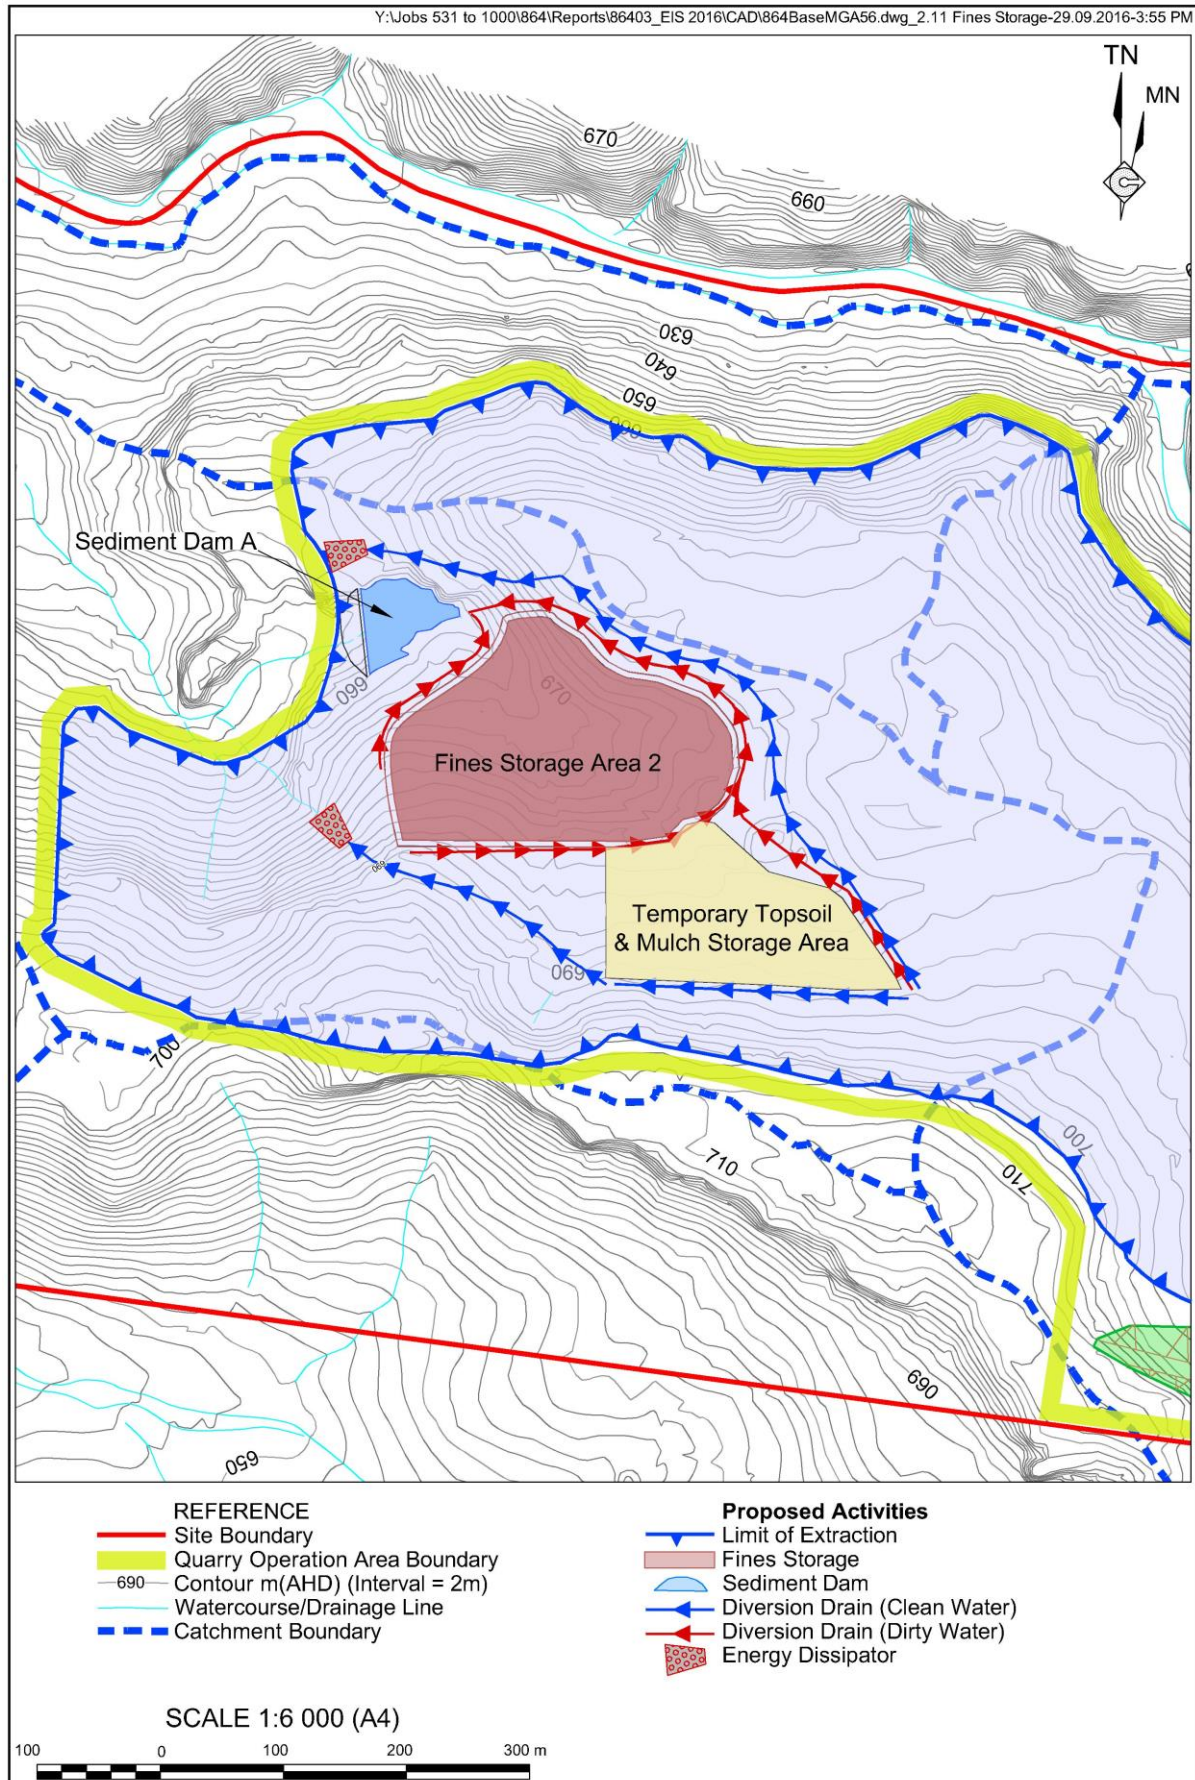 Y:\Jobs 531 to 1000\864\Reports\86403_EIS 2016\CAD\864BaseMGA56.dwg_2.11 Fines Storage-29.09.2016-3:55 PM
TN
MN
670
690
630
640
650
660
Sediment Dam A
660
670
Fines Storage Area 2
690
Temporary Topsoil
& Mulch Storage Area
690
700
700
710
710
690
650
REFERENCE
Site Boundary
Quarry Operation Area Boundary
690
Contour m(AHD) (Interval = 2m)
Watercourse/Drainage Line
Catchment Boundary
Proposed Activities
Limit of Extraction
Fines Storage
Sediment Dam
Diversion Drain (Clean Water)
Diversion Drain (Dirty Water)
Energy Dissipator
SCALE 1:6 000 (A4)
100 0 100 200 300 m